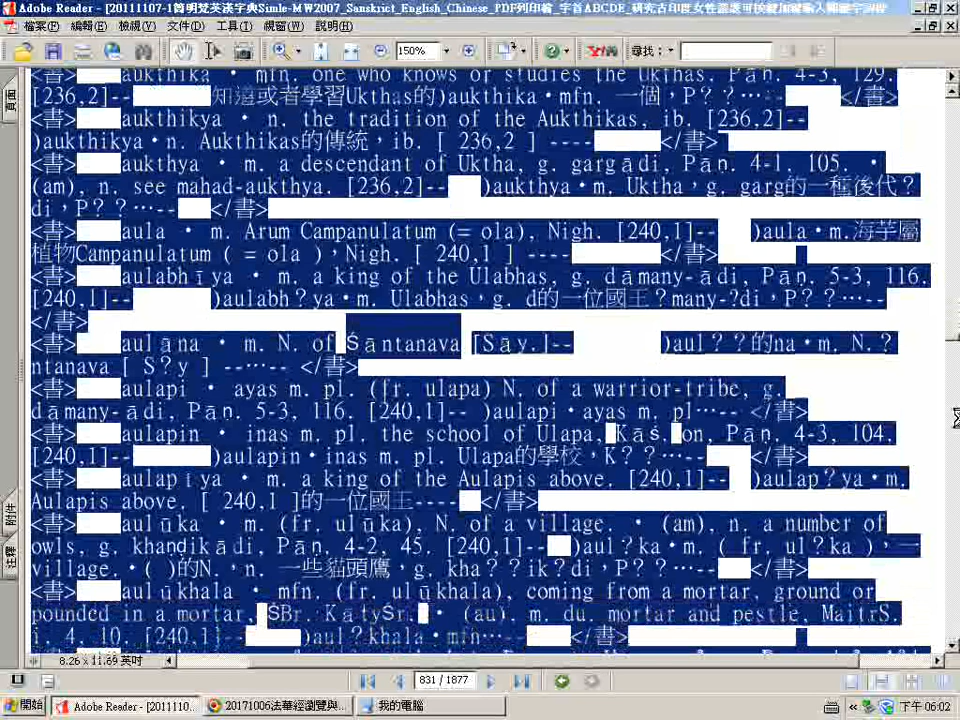 Adobe Reader - [20111107-1簡明梵英漢字典Simle-MW2007_Sanskrit_English_Chinese_PDF列印檔_字首ABCDE_研究古印度女性
檔案(F) 編輯(E) 檢視(V) 文件(D) 工具(T) 視窗(W) 說明(H)
150% 尋找：
頁面
<書> aukthika • mfn. one who knows or studies the Ukthas. Pāṇ. 4-3, 129.
[236,2]-- 知道或者學習Ukthas的)aukthika•mfn. 一個，P？？…-- </書>
<書> aukthikya • n. the tradition of the Aukthikas, ib. [236,2]--
)aukthikya•n. Aukthikas的傳統，ib. [ 236,2 ] ---- </書>
<書> aukthya • m. a descendant of Uktha, g. gargādi, Pāṇ. 4-1. 105. •
(am), n. see mahad-aukthya. [236,2]-- )aukthya•m. Uktha，g. garg的一種後代？
di，P？？…-- </書>
<書> aula • m. Arum Campanulatum (= ola), Nigh. [240,1]-- )aula•m.海芋屬
植物Campanulatum ( = ola )，Nigh. [ 240,1 ] ---- </書>
<書> aulabhīya • m. a king of the Ulabhas, g. dāmany-ādi, Pāṇ. 5-3, 116.
[240,1]-- )aulabh？ya•m. Ulabhas，g. d的一位國王？many-?di，P？？…--
</書>
<書> aulāna • m. N. of Śāntanava [Sāy.]-- )aul？？的na•m. N.？
ntanava [ S？y ] --…-- </書>
<書> aulapi • ayas m. pl. (fr. ulapa) N. of a warrior-tribe, g.
dāmany-ādi, Pāṇ. 5-3, 116. [240,1]-- )aulapi•ayas m. pl…-- </書>
<書> aulapin • inas m. pl. the school of Ulapa, Kāś. on, Pāṇ. 4-3, 104,
[240,1]-- )aulapin•inas m. pl. Ulapa的學校，K？？…-- </書>
<書> aulapīya • m. a king of the Aulapis above. [240,1]-- )aulap？ya•m.
Aulapis above. [ 240,1 ]的一位國王---- </書>
<書> aulūka • m. (fr. ulūka), N. of a village. • (am), n. a number of
owls, g. khaṇḍikādi, Pāṇ. 4-2, 45. [240,1]-- )aul？ka•m. ( fr. ul？ka )，一
village.•( )的N.，n. 一些貓頭鷹，g. kha？？ik？di，P？？…-- </書>
<書> aulūkhala • mfn. (fr. ulūkhala), coming from a mortar, ground or
pounded in a mortar, ŚBr. KātyŚr. • (au). m. du. mortar and pestle, MaitrS.
i, 4, 10. [240,1]-- )aul？khala•mfn…-- </書>
附件
註釋
8.26 x 11.69 英吋
831 / 1877
開始 Adobe Reader - [2011110... 20171006法華經瀏覽與... 我的電腦 下午 06:02